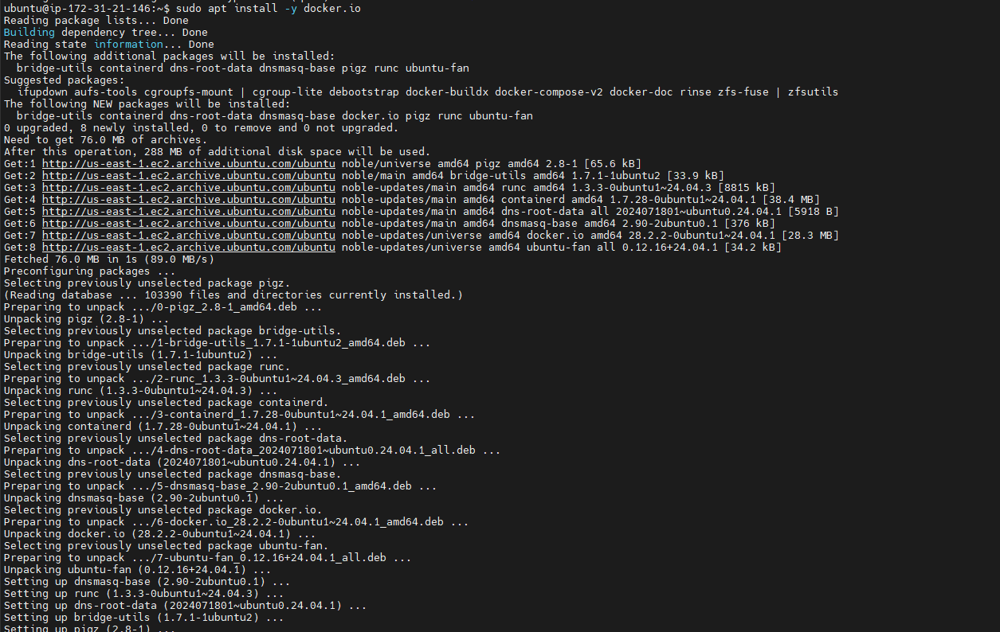 ubuntu@ip-172-31-21-146:~$ sudo apt install -y docker.io
Reading package lists... Done
Building dependency tree... Done
Reading state information... Done
The following additional packages will be installed:
  bridge-utils containerd dns-root-data dnsmasq-base pigz runc ubuntu-fan
Suggested packages:
  ifupdown aufs-tools cgroupfs-mount | cgroup-lite debootstrap docker-buildx docker-compose-v2 docker-doc rinse zfs-fuse | zfsutils
The following NEW packages will be installed:
  bridge-utils containerd dns-root-data dnsmasq-base docker.io pigz runc ubuntu-fan
0 upgraded, 8 newly installed, 0 to remove and 0 not upgraded.
Need to get 76.0 MB of archives.
After this operation, 288 MB of additional disk space will be used.
Get:1 http://us-east-1.ec2.archive.ubuntu.com/ubuntu noble/universe amd64 pigz amd64 2.8-1 [65.6 kB]
Get:2 http://us-east-1.ec2.archive.ubuntu.com/ubuntu noble/main amd64 bridge-utils amd64 1.7.1-1ubuntu2 [33.9 kB]
Get:3 http://us-east-1.ec2.archive.ubuntu.com/ubuntu noble-updates/main amd64 runc amd64 1.3.3-0ubuntu1~24.04.3 [8815 kB]
Get:4 http://us-east-1.ec2.archive.ubuntu.com/ubuntu noble-updates/main amd64 containerd amd64 1.7.28-0ubuntu1~24.04.1 [38.4 MB]
Get:5 http://us-east-1.ec2.archive.ubuntu.com/ubuntu noble-updates/main amd64 dns-root-data all 2024071801~ubuntu0.24.04.1 [5918 B]
Get:6 http://us-east-1.ec2.archive.ubuntu.com/ubuntu noble-updates/main amd64 dnsmasq-base amd64 2.90-2ubuntu0.1 [376 kB]
Get:7 http://us-east-1.ec2.archive.ubuntu.com/ubuntu noble-updates/universe amd64 docker.io amd64 28.2.2-0ubuntu1~24.04.1 [28.3 MB]
Get:8 http://us-east-1.ec2.archive.ubuntu.com/ubuntu noble-updates/universe amd64 ubuntu-fan all 0.12.16+24.04.1 [34.2 kB]
Fetched 76.0 MB in 1s (89.0 MB/s)
Preconfiguring packages ...
Selecting previously unselected package pigz.
(Reading database ... 103390 files and directories currently installed.)
Preparing to unpack .../0-pigz_2.8-1_amd64.deb ...
Unpacking pigz (2.8-1) ...
Selecting previously unselected package bridge-utils.
Preparing to unpack .../1-bridge-utils_1.7.1-1ubuntu2_amd64.deb ...
Unpacking bridge-utils (1.7.1-1ubuntu2) ...
Selecting previously unselected package runc.
Preparing to unpack .../2-runc_1.3.3-0ubuntu1~24.04.3_amd64.deb ...
Unpacking runc (1.3.3-0ubuntu1~24.04.3) ...
Selecting previously unselected package containerd.
Preparing to unpack .../3-containerd_1.7.28-0ubuntu1~24.04.1_amd64.deb ...
Unpacking containerd (1.7.28-0ubuntu1~24.04.1) ...
Selecting previously unselected package dns-root-data.
Preparing to unpack .../4-dns-root-data_2024071801~ubuntu0.24.04.1_all.deb ...
Unpacking dns-root-data (2024071801~ubuntu0.24.04.1) ...
Selecting previously unselected package dnsmasq-base.
Preparing to unpack .../5-dnsmasq-base_2.90-2ubuntu0.1_amd64.deb ...
Unpacking dnsmasq-base (2.90-2ubuntu0.1) ...
Selecting previously unselected package docker.io.
Preparing to unpack .../6-docker.io_28.2.2-0ubuntu1~24.04.1_amd64.deb ...
Unpacking docker.io (28.2.2-0ubuntu1~24.04.1) ...
Selecting previously unselected package ubuntu-fan.
Preparing to unpack .../7-ubuntu-fan_0.12.16+24.04.1_all.deb ...
Unpacking ubuntu-fan (0.12.16+24.04.1) ...
Setting up dnsmasq-base (2.90-2ubuntu0.1) ...
Setting up runc (1.3.3-0ubuntu1~24.04.3) ...
Setting up dns-root-data (2024071801~ubuntu0.24.04.1) ...
Setting up bridge-utils (1.7.1-1ubuntu2) ...
Setting up pigz (2.8-1) ...